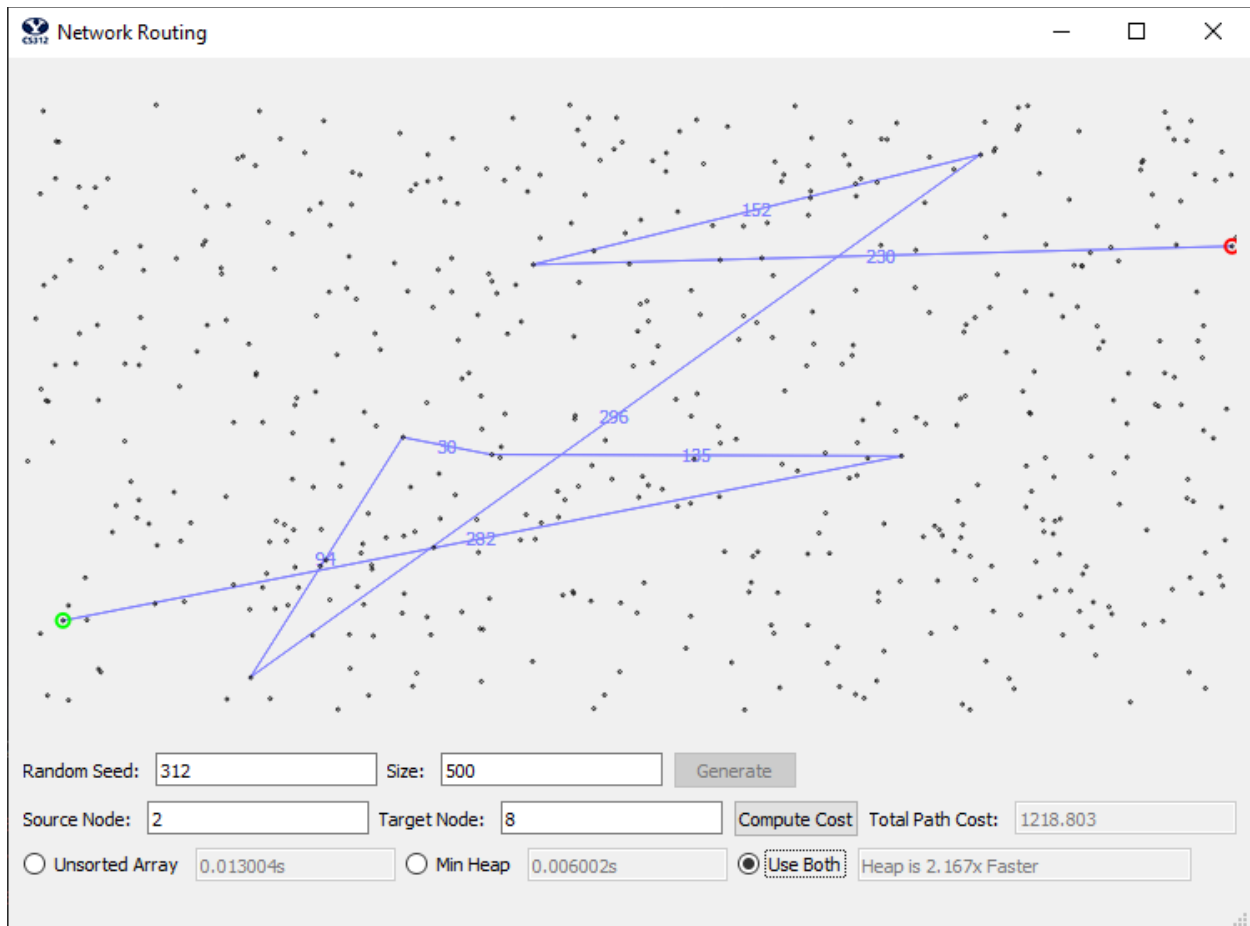 CS312 Network Routing
152
230
296
30
135
282
94
Random Seed: 312 Size: 500 Generate
Source Node: 2 Target Node: 8 Compute Cost Total Path Cost: 1218.803
Unsorted Array 0.013004s Min Heap 0.006002s Use Both Heap is 2.167x Faster